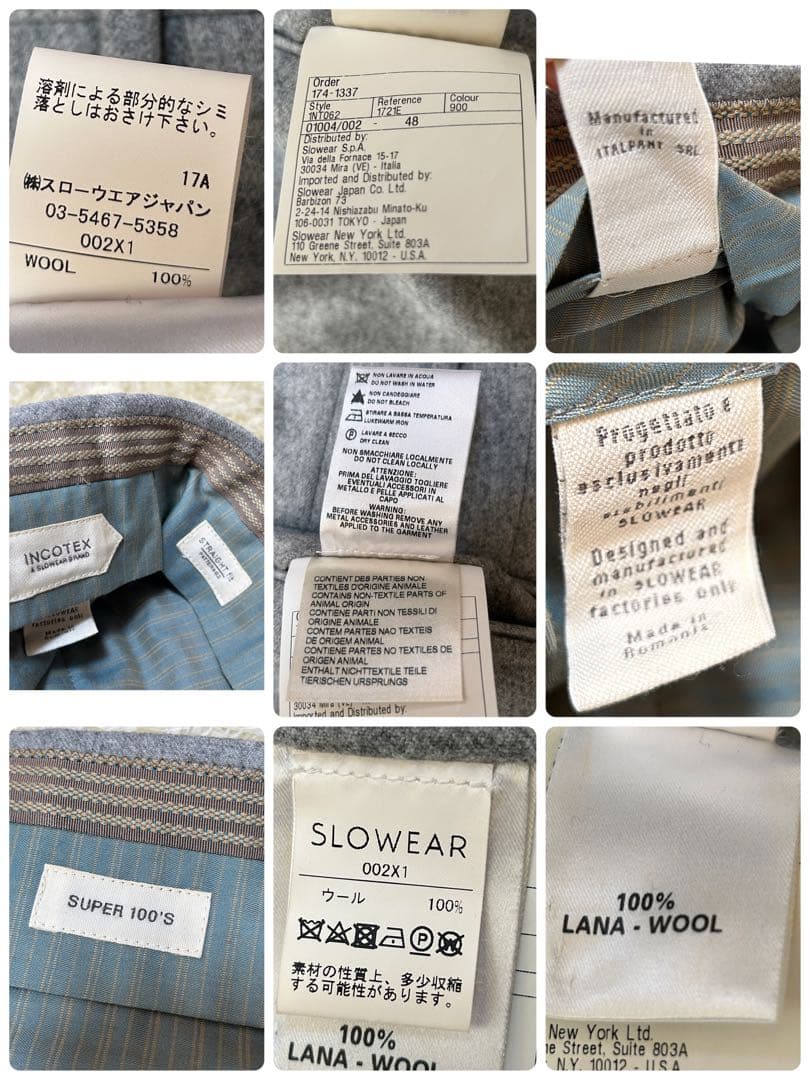 溶剤による部分的なシミ
落としはおさけ下さい。
17A
㈱スローウエアジャパン
03-5467-5358
002X1
WOOL 100%
Order
174-1337
Style Reference Colour
1NT062 1721E 900
01004/002 - 48
Distributed by:
Slowear S.p.A.
Via della Fornace 15-17
30034 Mira (VE) - Italia
Imported and Distributed by:
Slowear Japan Co. Ltd.
Barbizon 73
2-24-14 Nishiazabu Minato-Ku
106-0031 TOKYO - Japan
Slowear New York Ltd.
110 Greene Street, Suite 803A
New York, N.Y. 10012 - U.S.A.
Manufactured
in
ITALPANT SRL
INCOTEX
A SLOWEAR BRAND
STRAIGHT FIT
SLOWEAR
factories only
Made in
NON LAVARE IN ACQUA
DO NOT WASH IN WATER
NON CANDEGGIARE
DO NOT BLEACH
STIRARE A BASSA TEMPERATURA
LUKEWARM IRON
LAVARE A SECCO
DRY CLEAN
NON SMACCHIARE LOCALMENTE
DO NOT CLEAN LOCALLY
ATTENZIONE:
PRIMA DEL LAVAGGIO TOGLIERE
EVENTUALI ACCESSORI IN
METALLO E PELLE APPLICATI AL
CAPO
WARNING:
BEFORE WASHING REMOVE ANY
METAL ACCESSORIES AND LEATHER
APPLIED TO THE GARMENT
CONTIENT DES PARTIES NON
TEXTILES D'ORIGINE ANIMALE
CONTAINS NON-TEXTILE PARTS OF
ANIMAL ORIGIN
CONTIENE PARTI NON TESSILI DI
ORIGINE ANIMALE
CONTEM PARTES NAO TEXTEIS
DE ORIGEM ANIMAL
CONTIENE PARTES NO TEXTILES DE
ORIGEN ANIMAL
ENTHALT NICHTTEXTILE TEILE
TIERISCHEN URSPRUNGS
30034 Mira (VE)
Imported and Distributed by:
Progettato e
prodotto
esclusivamente
negli
stabilimenti
SLOWEAR
Designed and
manufactured
in SLOWEAR
factories only
Made in
Romania
SUPER 100'S
SLOWEAR
002X1
ウール 100%
素材の性質上、多少収縮
する可能性があります。
100%
LANA - WOOL
100%
LANA - WOOL
New York Ltd.
ne Street, Suite 803A
N.Y. 10012 - U.S.A.